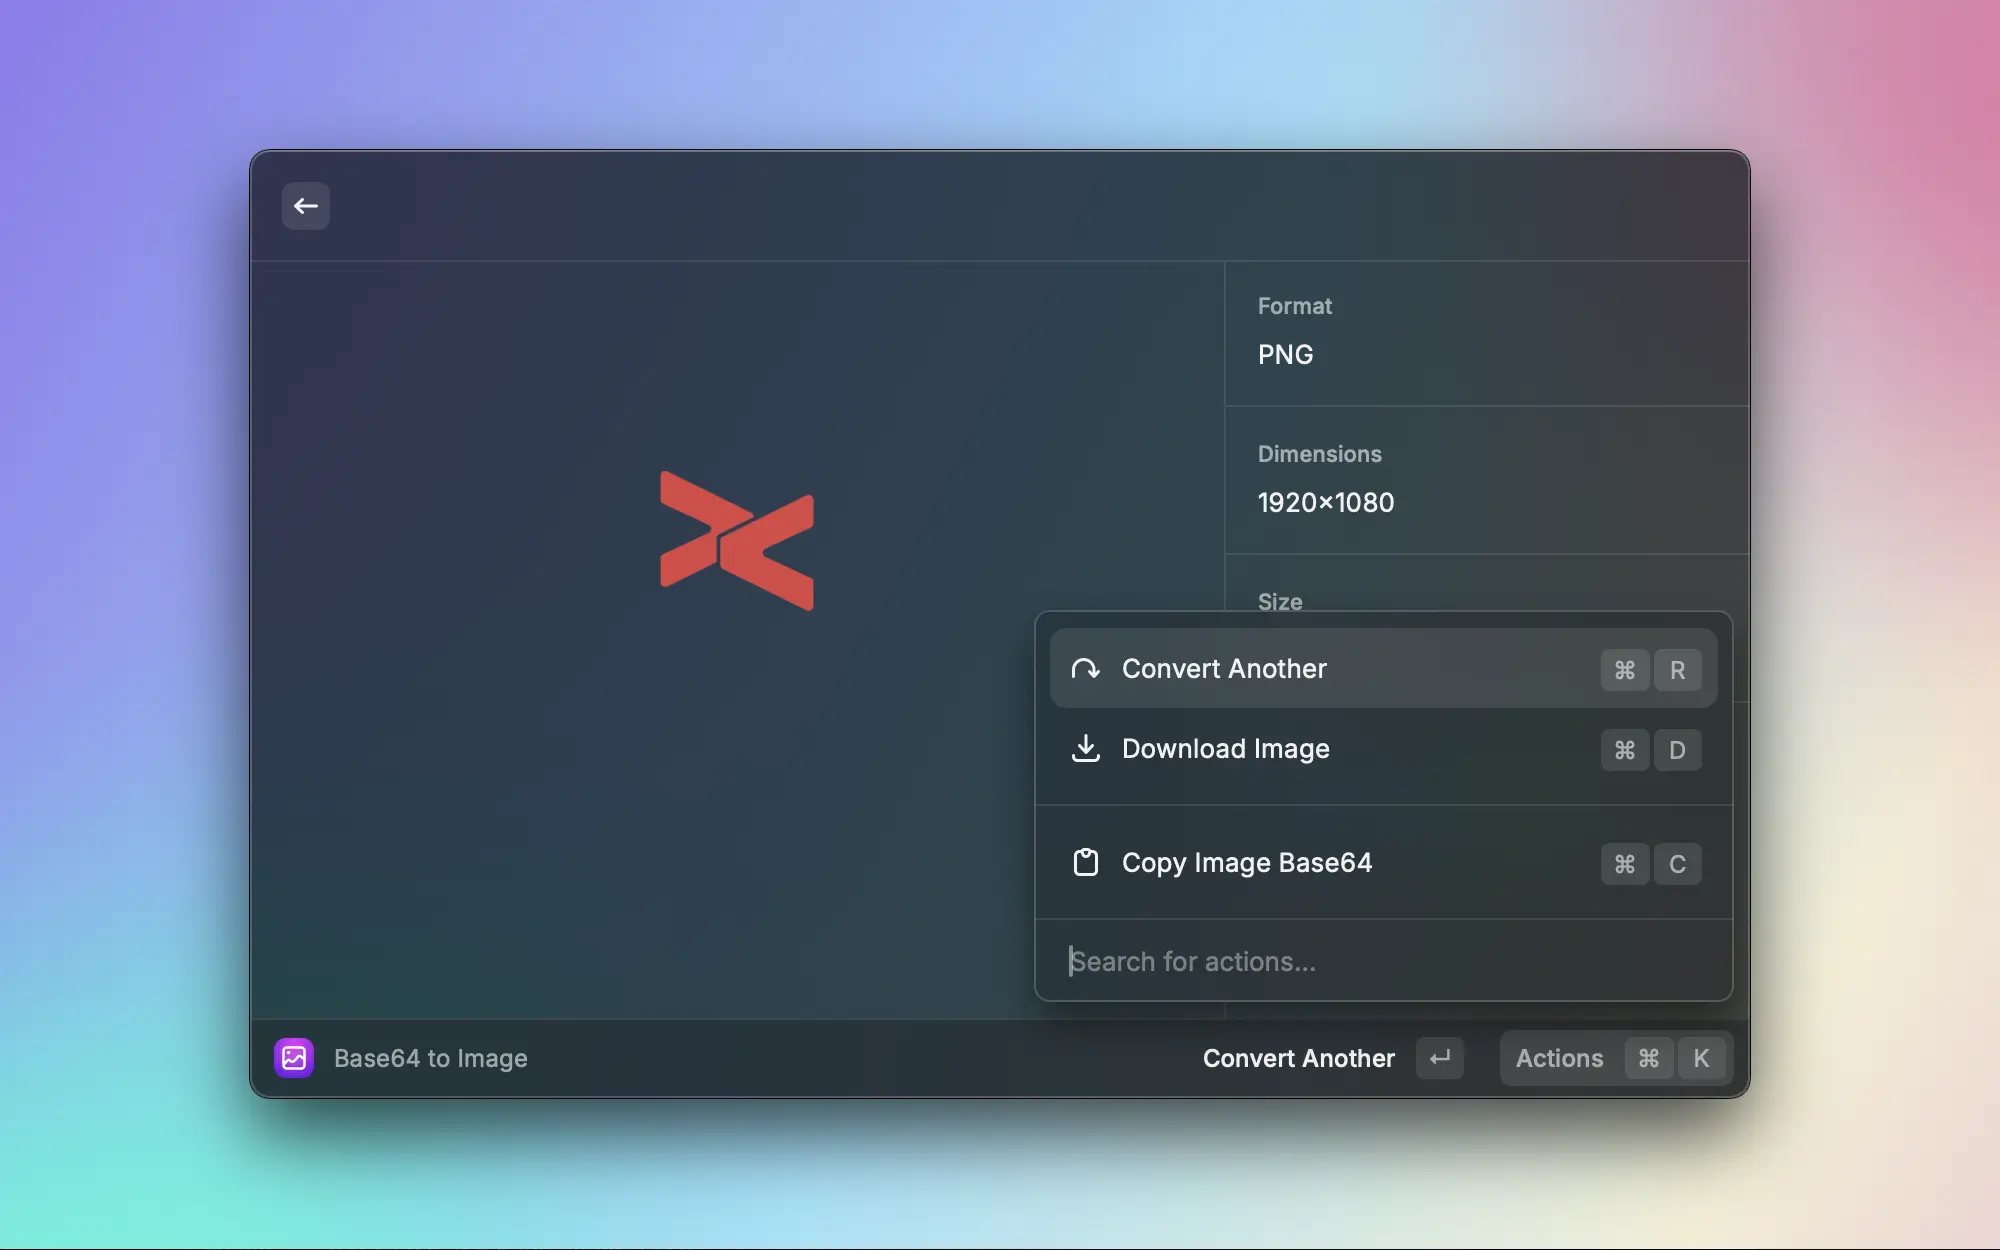 Format
PNG
Dimensions
1920×1080
Size
Convert Another ⌘ R
Download Image ⌘ D
Copy Image Base64 ⌘ C
Search for actions...
Base64 to Image
Convert Another ↵
Actions ⌘ K